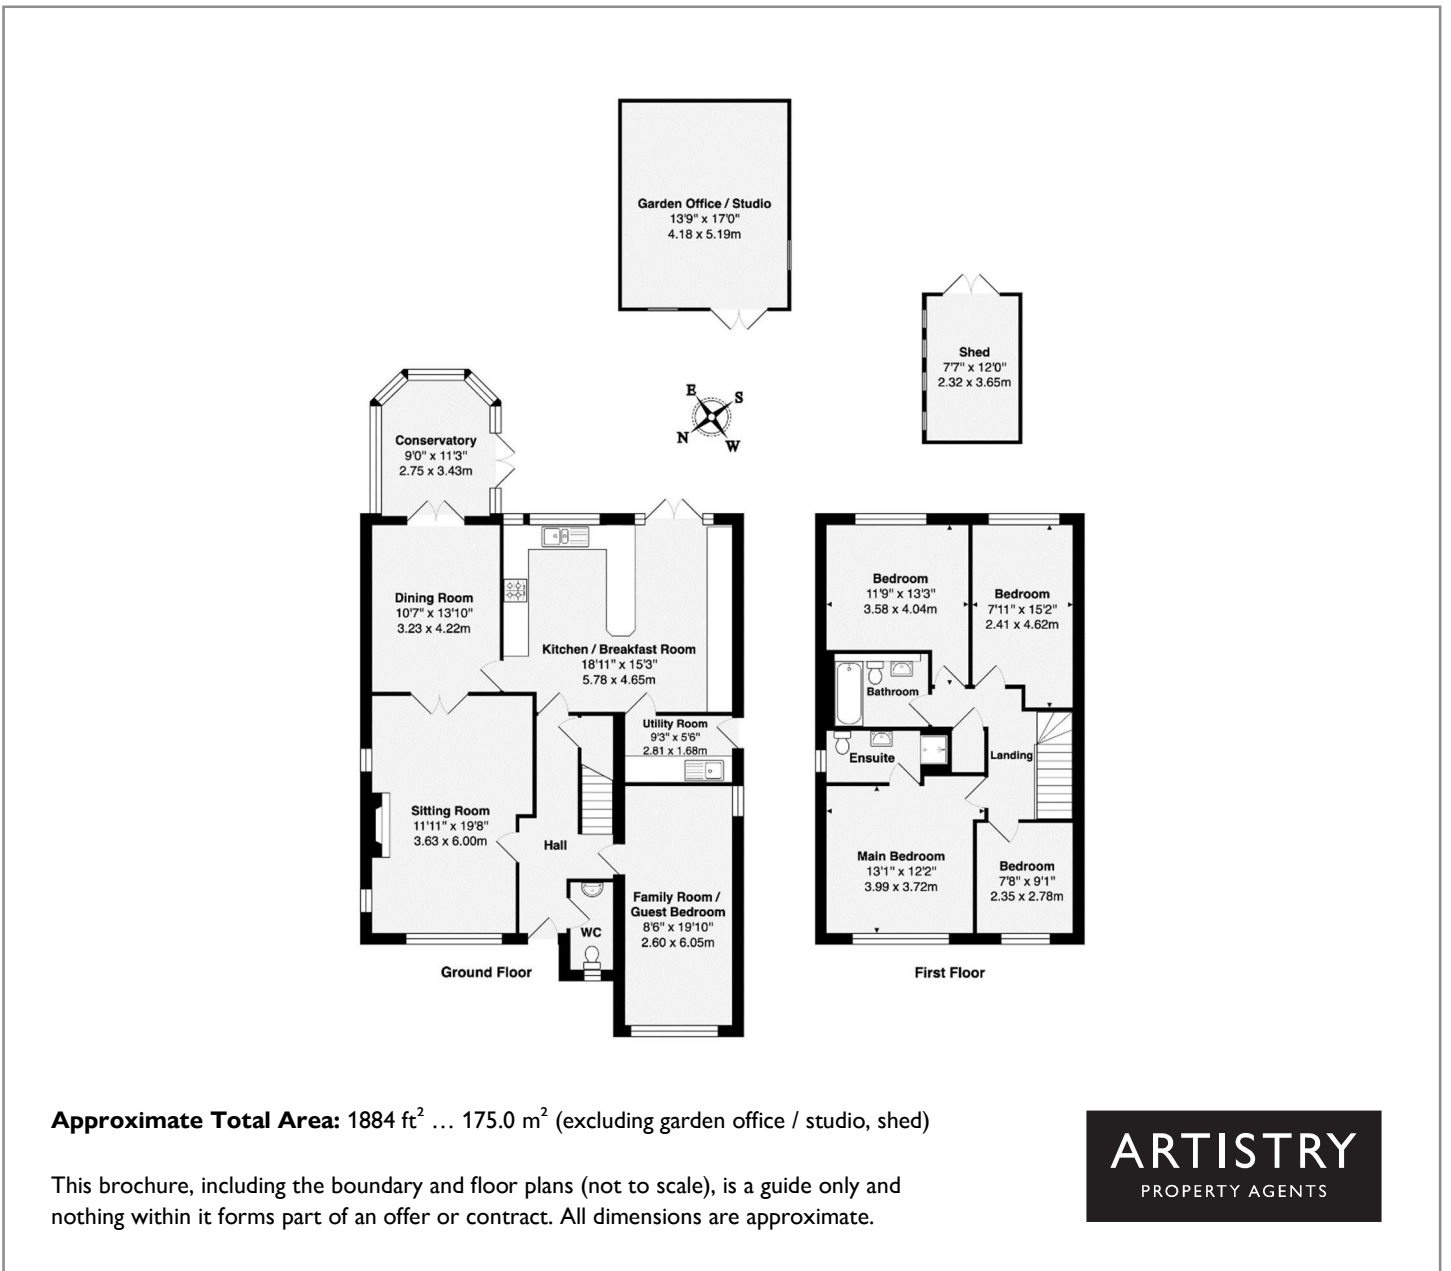 Garden Office / Studio
13'9" x 17'0"
4.18 x 5.19m
Shed
7'7" x 12'0"
2.32 x 3.65m
E
S
N
W
Conservatory
9'0" x 11'3"
2.75 x 3.43m
Dining Room
10'7" x 13'10"
3.23 x 4.22m
Kitchen / Breakfast Room
18'11" x 15'3"
5.78 x 4.65m
Utility Room
9'3" x 5'6"
2.81 x 1.68m
Sitting Room
11'11" x 19'8"
3.63 x 6.00m
Hall
Family Room /
Guest Bedroom
8'6" x 19'10"
2.60 x 6.05m
WC
Ground Floor
Bedroom
11'9" x 13'3"
3.58 x 4.04m
Bedroom
7'11" x 15'2"
2.41 x 4.62m
Bathroom
Ensuite
Landing
Main Bedroom
13'1" x 12'2"
3.99 x 3.72m
Bedroom
7'8" x 9'1"
2.35 x 2.78m
First Floor
Approximate Total Area: 1884 ft² … 175.0 m² (excluding garden office / studio, shed)
This brochure, including the boundary and floor plans (not to scale), is a guide only and
nothing within it forms part of an offer or contract. All dimensions are approximate.
ARTISTRY
PROPERTY AGENTS